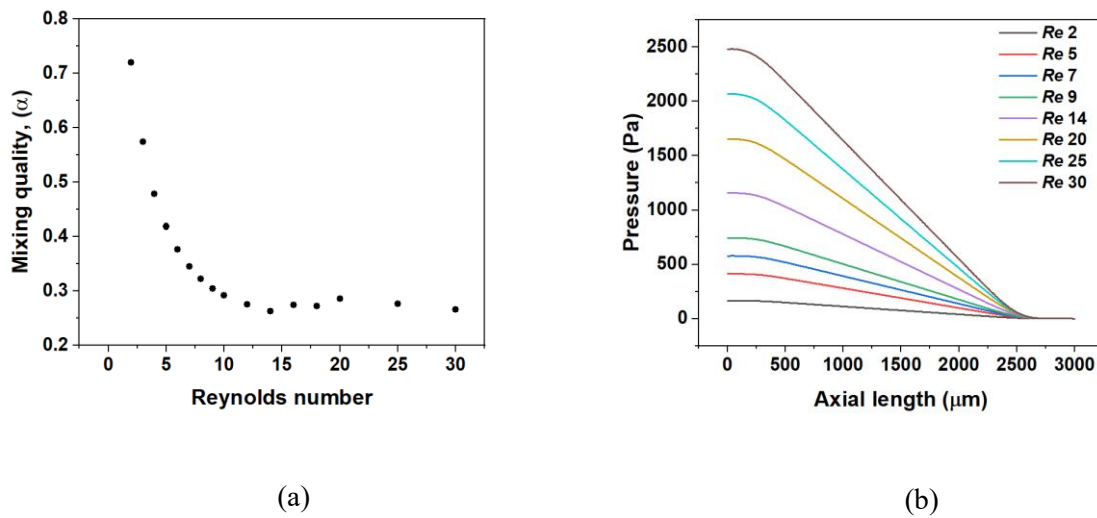 0.8
0.7
0.6
0.5
0.4
0.3
0.2
Mixing quality, (α)
0 5 10 15 20 25 30
Reynolds number
(a)
2500
2000
1500
1000
500
0
Pressure (Pa)
Re 2
Re 5
Re 7
Re 9
Re 14
Re 20
Re 25
Re 30
0 500 1000 1500 2000 2500 3000
Axial length (μm)
(b)